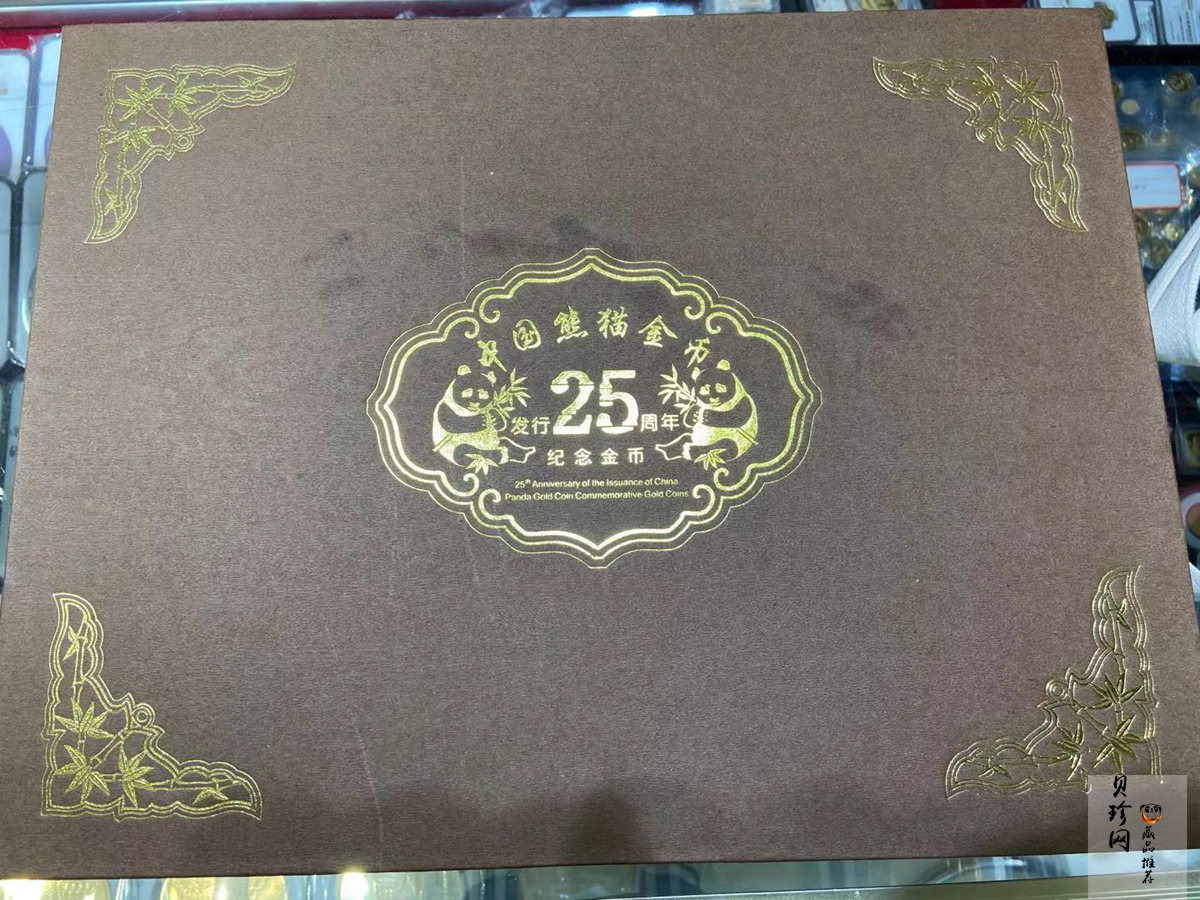 我国熊猫金币
发行25周年
纪念金币
25th Anniversary of the Issuance of China
Panda Gold Coin Commemorative Gold Coins
贝珍网
藏品推荐